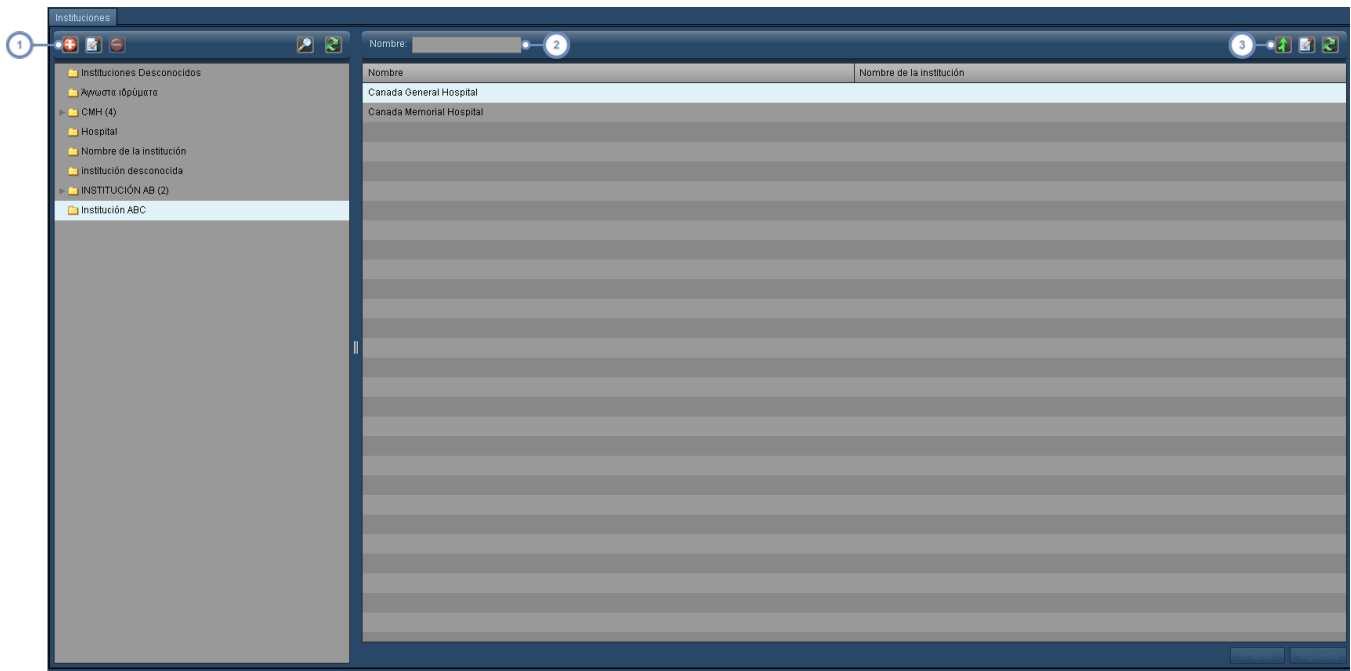 Instituciones
1
Nombre:
2
3
Instituciones Desconocidos
Άγνωστα ιδρύματα
CMH (4)
Hospital
Nombre de la institución
institución desconocida
INSTITUCIÓN AB (2)
Institución ABC
Nombre Nombre de la institución
Canada General Hospital
Canada Memorial Hospital